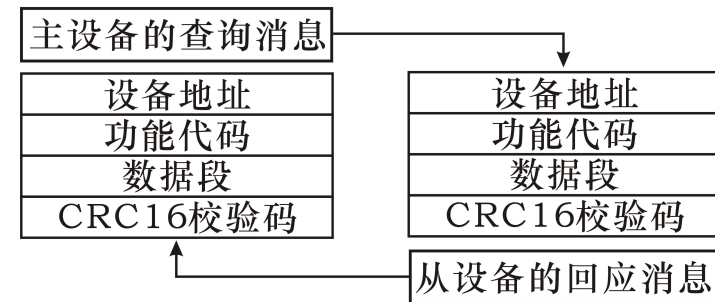 主设备的查询消息
设备地址
功能代码
数据段
CRC16校验码
设备地址
功能代码
数据段
CRC16校验码
从设备的回应消息